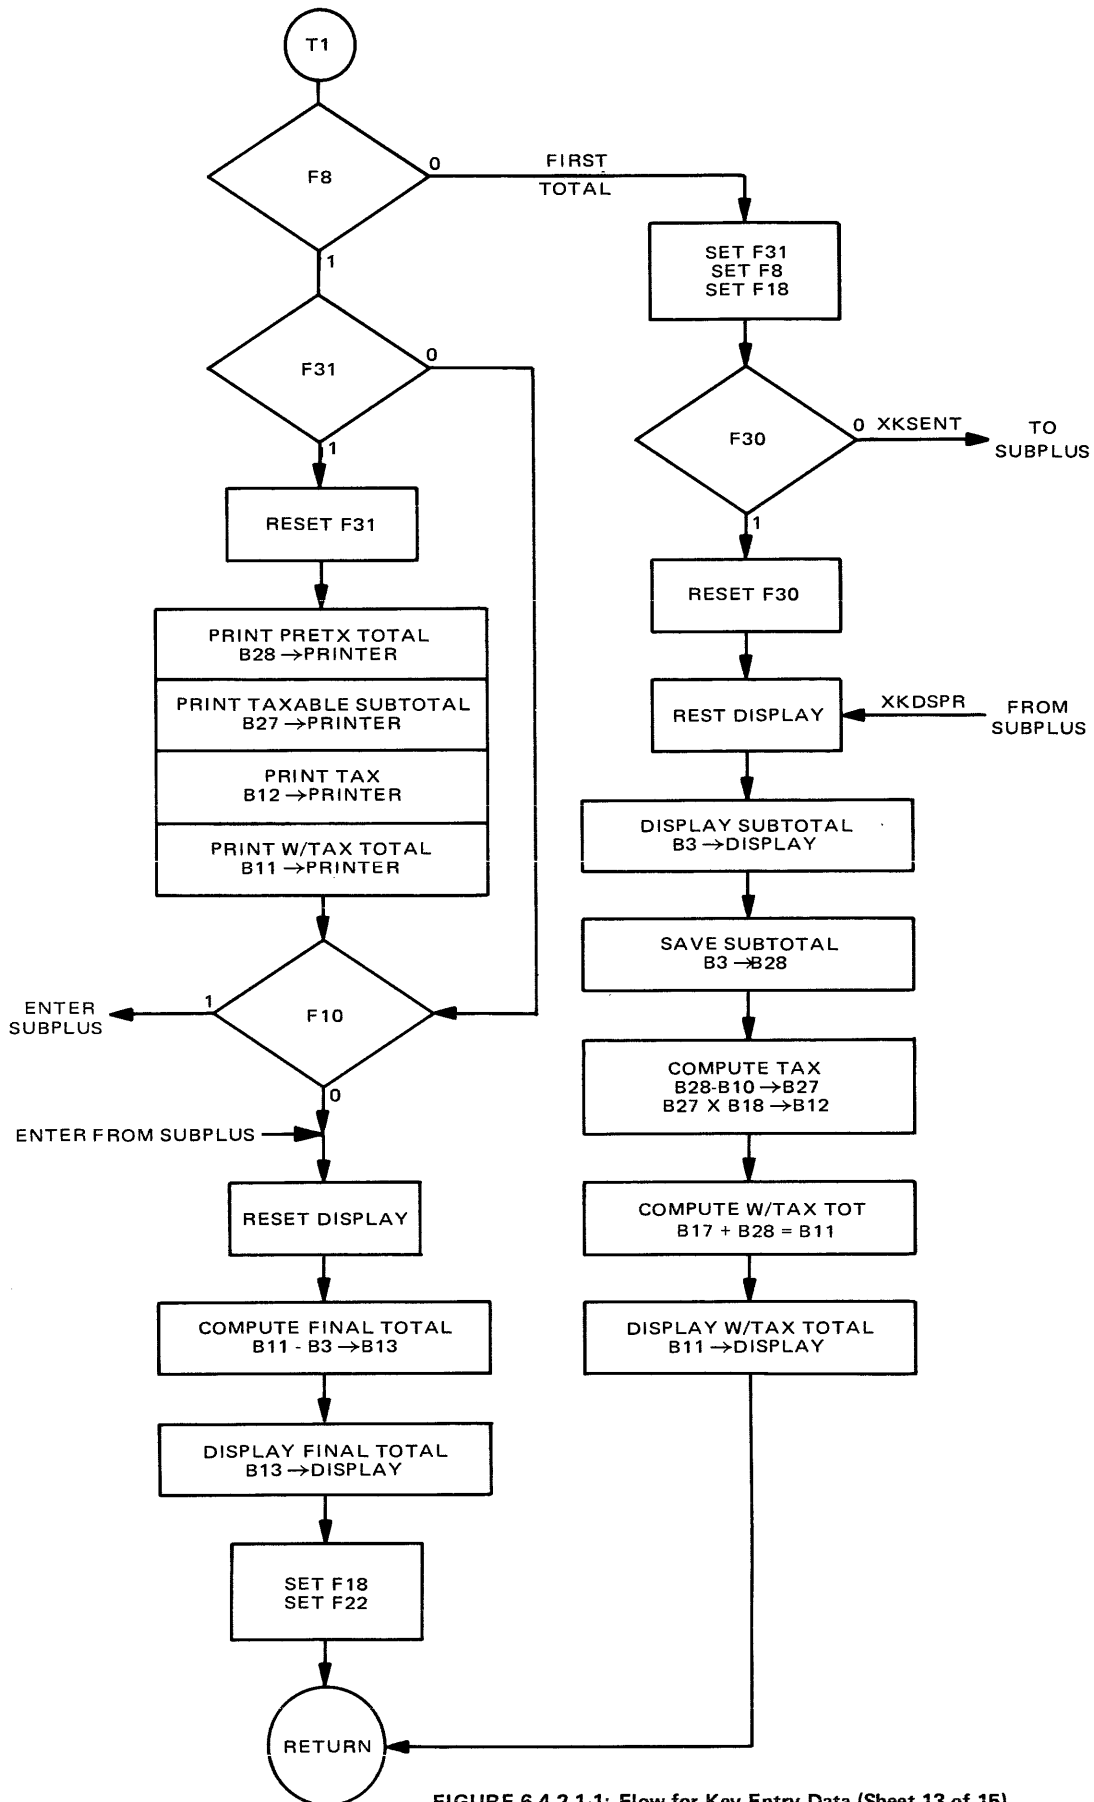 T1
F8
0
FIRST
TOTAL
1
SET F31
SET F8
SET F18
F31
0
1
F30
0 XKSENT
TO
SUBPLUS
1
RESET F31
RESET F30
PRINT PRETX TOTAL
B28→PRINTER
PRINT TAXABLE SUBTOTAL
B27→PRINTER
PRINT TAX
B12→PRINTER
PRINT W/TAX TOTAL
B11→PRINTER
REST DISPLAY
XKDSPR
FROM
SUBPLUS
DISPLAY SUBTOTAL
B3→DISPLAY
SAVE SUBTOTAL
B3→B28
ENTER
SUBPLUS
1
F10
0
COMPUTE TAX
B28-B10→B27
B27 X B18→B12
ENTER FROM SUBPLUS
RESET DISPLAY
COMPUTE W/TAX TOT
B17 + B28 = B11
COMPUTE FINAL TOTAL
B11 - B3→B13
DISPLAY W/TAX TOTAL
B11→DISPLAY
DISPLAY FINAL TOTAL
B13→DISPLAY
SET F18
SET F22
RETURN
FIGURE 6.4.2.1-1: Flow for Key Entry Data (Sheet 13 of 15)